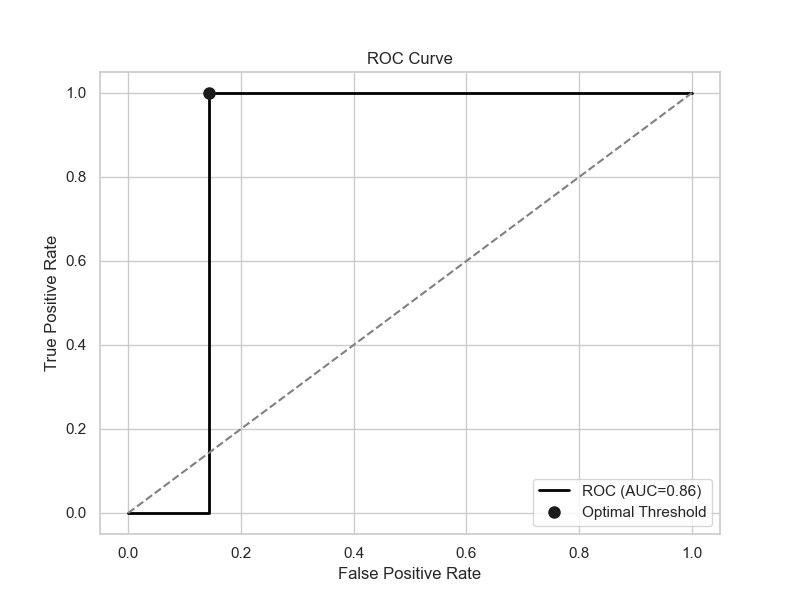 ROC Curve
1.0
0.8
0.6
0.4
0.2
0.0
True Positive Rate
ROC (AUC=0.86)
Optimal Threshold
0.0 0.2 0.4 0.6 0.8 1.0
False Positive Rate